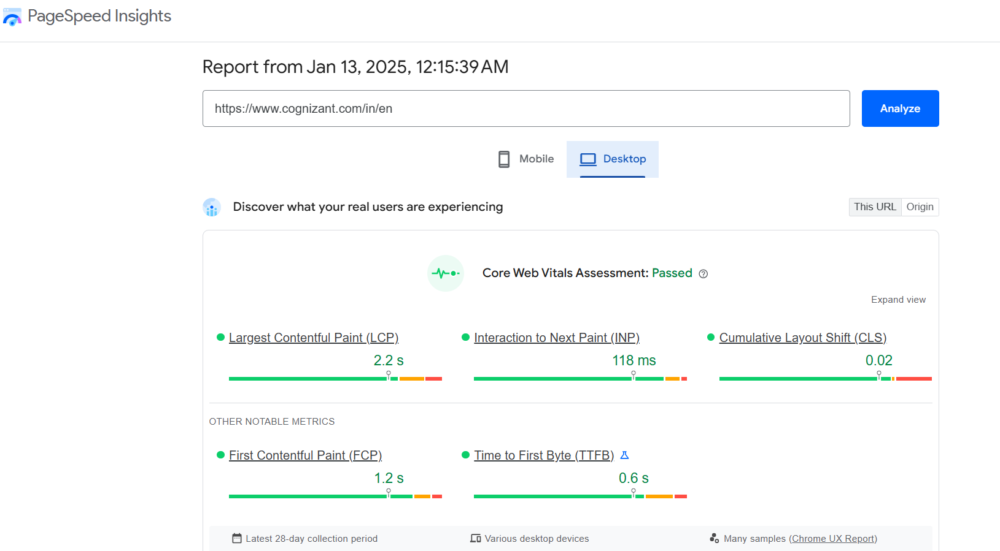 PageSpeed Insights
Report from Jan 13, 2025, 12:15:39 AM
https://www.cognizant.com/in/en
Analyze
Mobile
Desktop
Discover what your real users are experiencing
This URL
Origin
Core Web Vitals Assessment: Passed
Expand view
Largest Contentful Paint (LCP)
2.2 s
Interaction to Next Paint (INP)
118 ms
Cumulative Layout Shift (CLS)
0.02
OTHER NOTABLE METRICS
First Contentful Paint (FCP)
1.2 s
Time to First Byte (TTFB)
0.6 s
Latest 28-day collection period
Various desktop devices
Many samples (Chrome UX Report)